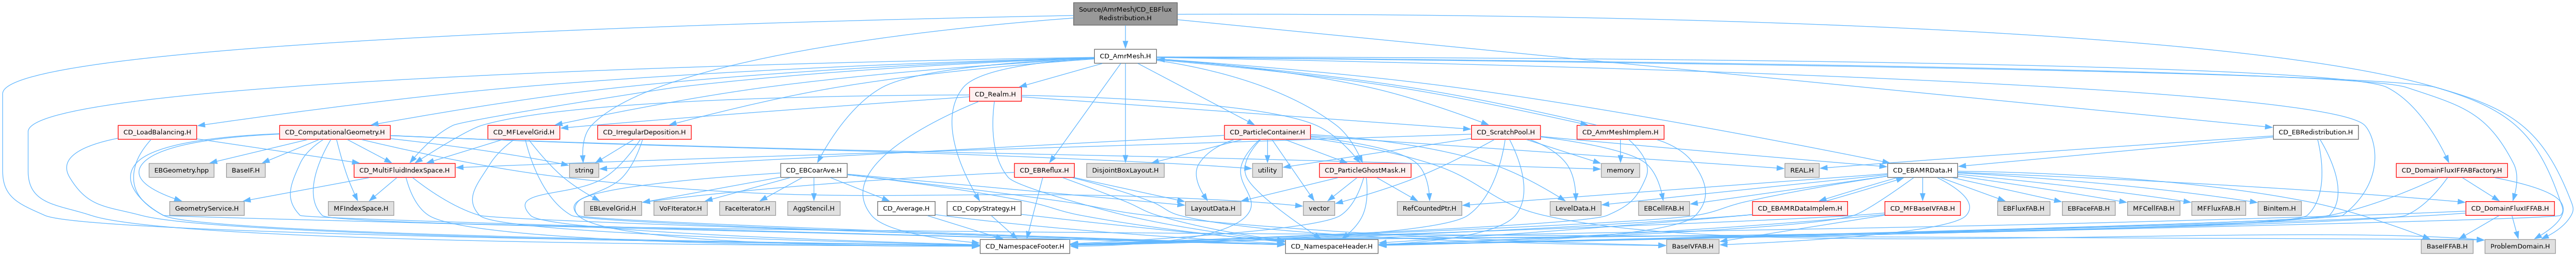 Source/AmrMesh/CD_EBFlux
Redistribution.H
CD_AmrMesh.H
CD_Realm.H
CD_LoadBalancing.H
CD_ComputationalGeometry.H
CD_MFLevelGrid.H
CD_IrregularDeposition.H
CD_ParticleContainer.H
CD_ScratchPool.H
CD_AmrMeshImplem.H
CD_EBRedistribution.H
EBGeometry.hpp
BaseIF.H
CD_MultiFluidIndexSpace.H
string
CD_EBCoarAve.H
CD_EBReflux.H
DisjointBoxLayout.H
utility
CD_ParticleGhostMask.H
memory
REAL.H
CD_EBAMRData.H
CD_DomainFluxIFFABFactory.H
GeometryService.H
MFIndexSpace.H
EBLevelGrid.H
VoFIterator.H
FaceIterator.H
AggStencil.H
CD_Average.H
CD_CopyStrategy.H
LayoutData.H
vector
RefCountedPtr.H
LevelData.H
EBCellFAB.H
CD_EBAMRDataImplem.H
CD_MFBaseIVFAB.H
EBFluxFAB.H
EBFaceFAB.H
MFCellFAB.H
MFFluxFAB.H
BinItem.H
CD_DomainFluxIFFAB.H
CD_NamespaceFooter.H
CD_NamespaceHeader.H
BaseIVFAB.H
BaseIFFAB.H
ProblemDomain.H